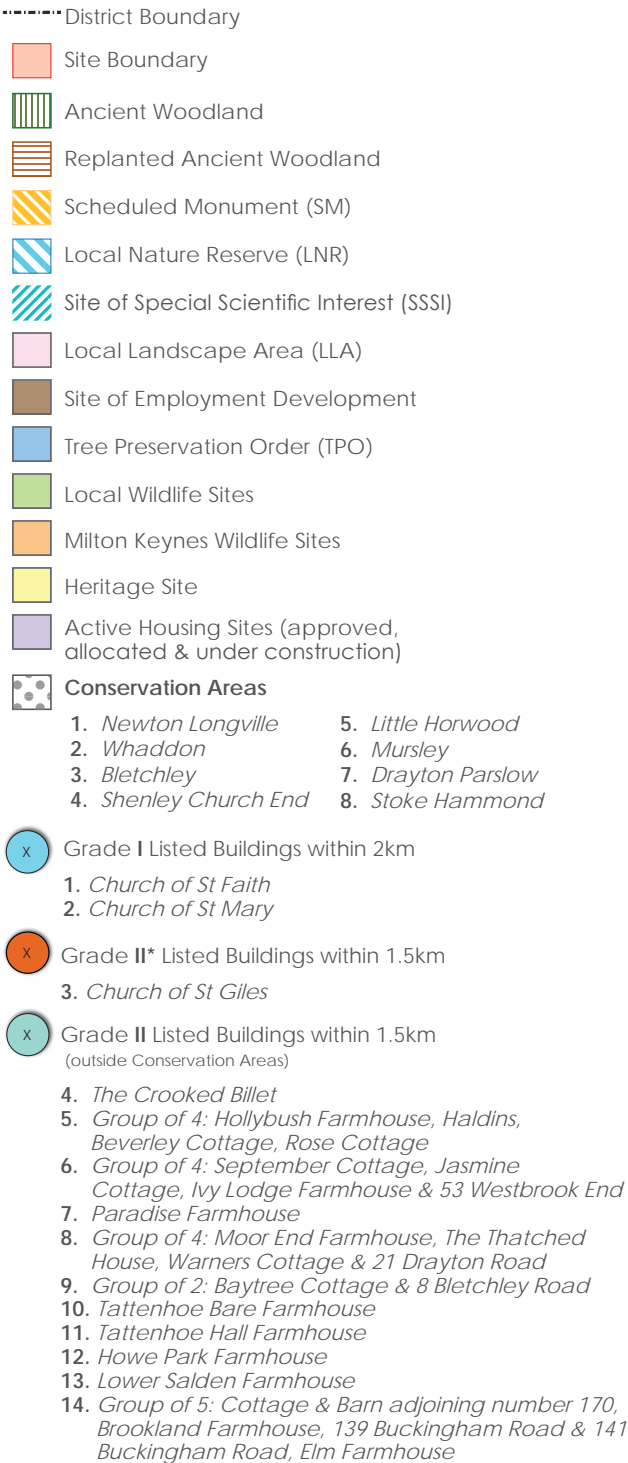 District Boundary
Site Boundary
Ancient Woodland
Replanted Ancient Woodland
Scheduled Monument (SM)
Local Nature Reserve (LNR)
Site of Special Scientific Interest (SSSI)
Local Landscape Area (LLA)
Site of Employment Development
Tree Preservation Order (TPO)
Local Wildlife Sites
Milton Keynes Wildlife Sites
Heritage Site
Active Housing Sites (approved,
allocated & under construction)
Conservation Areas
1. Newton Longville
2. Whaddon
3. Bletchley
4. Shenley Church End
5. Little Horwood
6. Mursley
7. Drayton Parslow
8. Stoke Hammond
X Grade I Listed Buildings within 2km
1. Church of St Faith
2. Church of St Mary
X Grade II* Listed Buildings within 1.5km
3. Church of St Giles
X Grade II Listed Buildings within 1.5km
(outside Conservation Areas)
4. The Crooked Billet
5. Group of 4: Hollybush Farmhouse, Haldins,
Beverley Cottage, Rose Cottage
6. Group of 4: September Cottage, Jasmine
Cottage, Ivy Lodge Farmhouse & 53 Westbrook End
7. Paradise Farmhouse
8. Group of 4: Moor End Farmhouse, The Thatched
House, Warners Cottage & 21 Drayton Road
9. Group of 2: Baytree Cottage & 8 Bletchley Road
10. Tattenhoe Bare Farmhouse
11. Tattenhoe Hall Farmhouse
12. Howe Park Farmhouse
13. Lower Salden Farmhouse
14. Group of 5: Cottage & Barn adjoining number 170,
Brookland Farmhouse, 139 Buckingham Road & 141
Buckingham Road, Elm Farmhouse